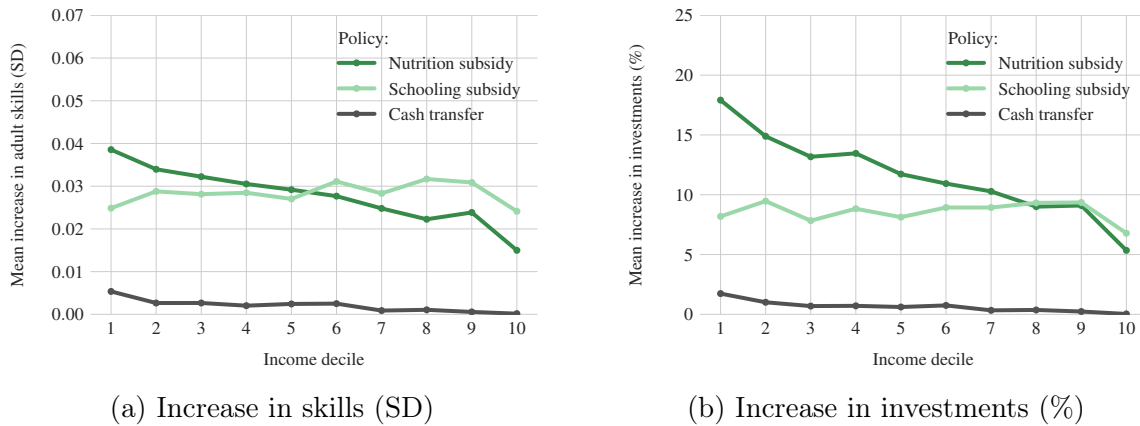 0.07
0.06
0.05
0.04
0.03
0.02
0.01
0.00
Mean increase in adult skills (SD)
Policy:
Nutrition subsidy
Schooling subsidy
Cash transfer
1 2 3 4 5 6 7 8 9 10
Income decile
(a) Increase in skills (SD)
25
20
15
10
5
0
Mean increase in investments (%)
Policy:
Nutrition subsidy
Schooling subsidy
Cash transfer
1 2 3 4 5 6 7 8 9 10
Income decile
(b) Increase in investments (%)